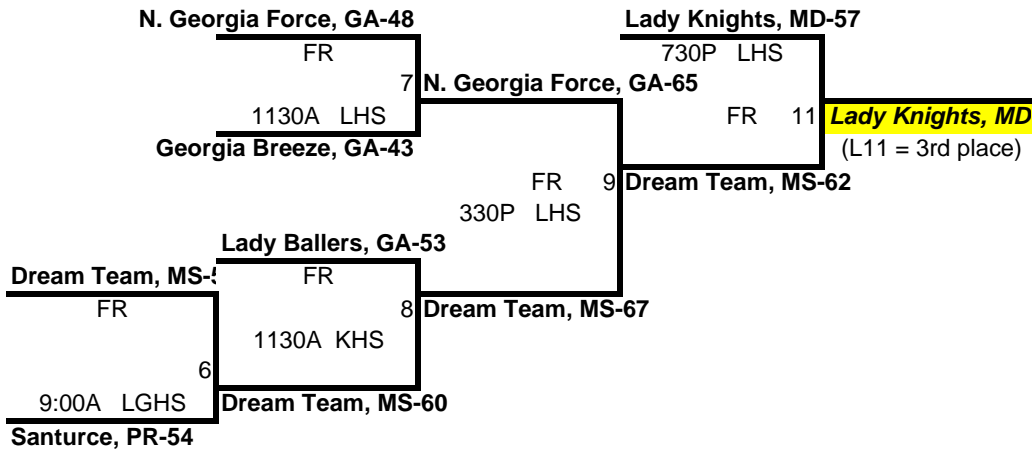 N. Georgia Force, GA-48
Lady Knights, MD-57
FR
730P LHS
7
N. Georgia Force, GA-65
1130A LHS
FR
11
Lady Knights, MD
Georgia Breeze, GA-43
(L11 = 3rd place)
FR
9
Dream Team, MS-62
330P LHS
Lady Ballers, GA-53
Dream Team, MS-
FR
FR
8
Dream Team, MS-67
1130A KHS
6
9:00A LGHS
Dream Team, MS-60
Santurce, PR-54